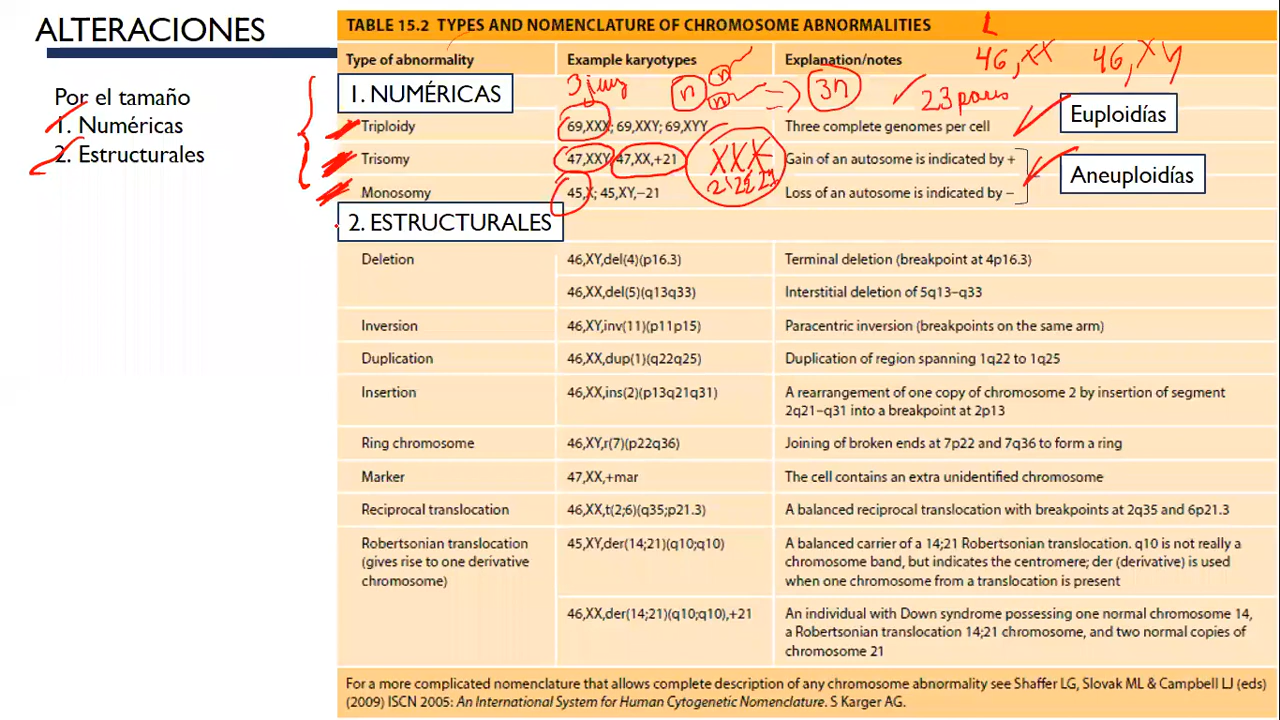 ALTERACIONES
Por el tamaño
1. Numéricas
2. Estructurales
TABLE 15.2 TYPES AND NOMENCLATURE OF CHROMOSOME ABNORMALITIES
46,XX 46,XY
Type of abnormality Example karyotypes Explanation/notes
1. NUMÉRICAS
3 n n n => 3n 23 pares
Euploidías
Triploidy 69,XXX; 69,XXY; 69,XYY Three complete genomes per cell
Trisomy 47,XXY 47,XX,+21 Gain of an autosome is indicated by +
XXX
21 21
Aneuploidías
Monosomy 45,X; 45,XY,–21 Loss of an autosome is indicated by –
2. ESTRUCTURALES
Deletion 46,XY,del(4)(p16.3) Terminal deletion (breakpoint at 4p16.3)
46,XX,del(5)(q13q33) Interstitial deletion of 5q13–q33
Inversion 46,XY,inv(11)(p11p15) Paracentric inversion (breakpoints on the same arm)
Duplication 46,XX,dup(1)(q22q25) Duplication of region spanning 1q22 to 1q25
Insertion 46,XX,ins(2)(p13q21q31) A rearrangement of one copy of chromosome 2 by insertion of segment
2q21–q31 into a breakpoint at 2p13
Ring chromosome 46,XY,r(7)(p22q36) Joining of broken ends at 7p22 and 7q36 to form a ring
Marker 47,XX,+mar The cell contains an extra unidentified chromosome
Reciprocal translocation 46,XX,t(2;6)(q35;p21.3) A balanced reciprocal translocation with breakpoints at 2q35 and 6p21.3
Robertsonian translocation 45,XY,der(14;21)(q10;q10) A balanced carrier of a 14;21 Robertsonian translocation. q10 is not really a
(gives rise to one derivative chromosome band, but indicates the centromere; der (derivative) is used
chromosome) when one chromosome from a translocation is present
46,XX,der(14;21)(q10;q10),+21 An individual with Down syndrome possessing one normal chromosome 14,
a Robertsonian translocation 14;21 chromosome, and two normal copies of
chromosome 21
For a more complicated nomenclature that allows complete description of any chromosome abnormality see Shaffer LG, Slovak ML & Campbell LJ (eds)
(2009) ISCN 2005: An International System for Human Cytogenetic Nomenclature. S Karger AG.